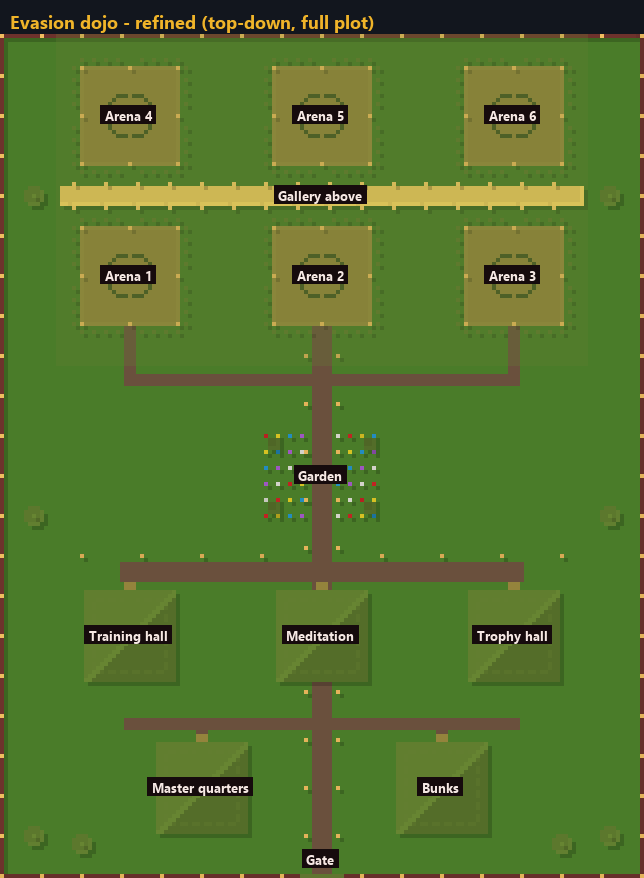 Evasion dojo - refined (top-down, full plot)
Arena 4
Arena 5
Arena 6
Gallery above
Arena 1
Arena 2
Arena 3
Garden
Training hall
Meditation
Trophy hall
Master quarters
Bunks
Gate